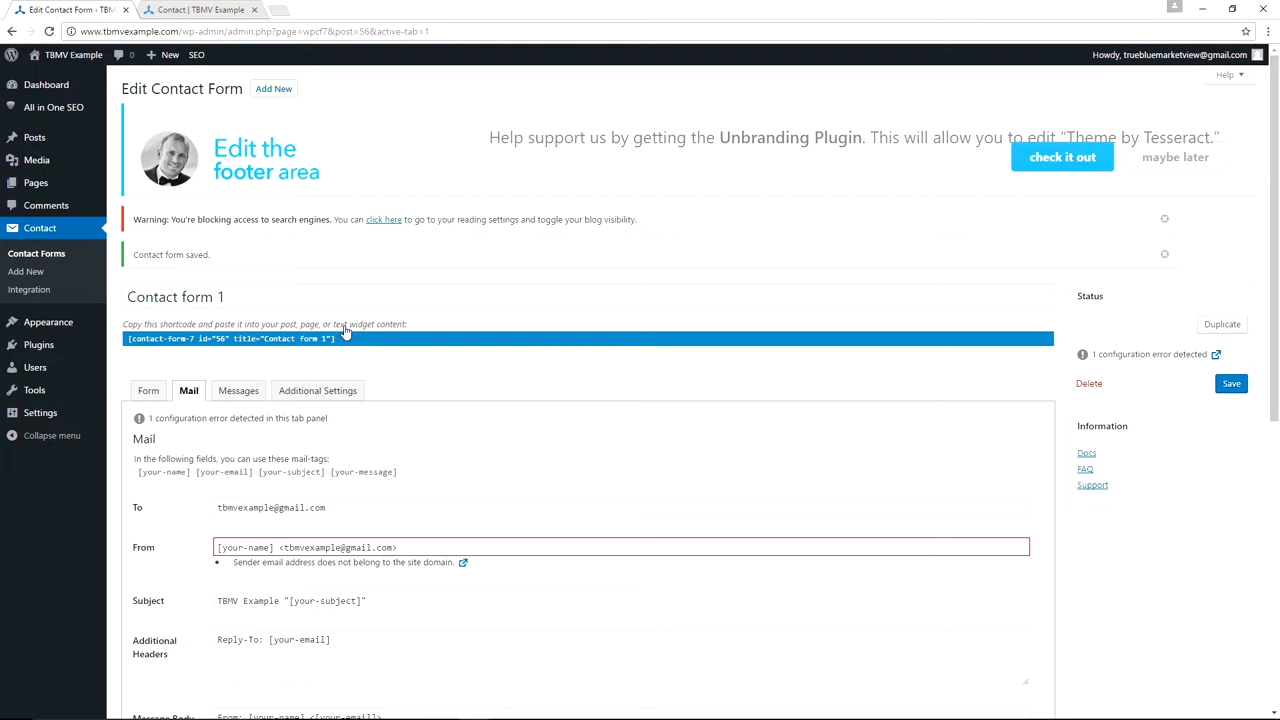 Edit Contact Form ‹ TB
Contact | TBMV Example
www.tbmvexample.com/wp-admin/admin.php?page=wpcf7&post=56&active-tab=1
TBMV Example 0 New SEO Howdy, truebluemarketview@gmail.com
Help
Dashboard
All in One SEO
Posts
Media
Pages
Comments
Contact
Contact Forms
Add New
Integration
Appearance
Plugins
Users
Tools
Settings
Collapse menu
Edit Contact Form Add New
Edit the
footer area
Help support us by getting the Unbranding Plugin. This will allow you to edit “Theme by Tesseract.”
check it out maybe later
Warning: You're blocking access to search engines. You can click here to go to your reading settings and toggle your blog visibility.
Contact form saved.
Contact form 1
Copy this shortcode and paste it into your post, page, or text widget content:
[contact-form-7 id="56" title="Contact form 1"]
Form Mail Messages Additional Settings
1 configuration error detected in this tab panel
Mail
In the following fields, you can use these mail-tags:
[your-name] [your-email] [your-subject] [your-message]
To tbmvexample@gmail.com
From [your-name] <tbmvexample@gmail.com>
Sender email address does not belong to the site domain.
Subject TBMV Example "[your-subject]"
Additional
Headers
Reply-To: [your-email]
Message Body From: [your-name] <[your-email]>
Status
Duplicate
1 configuration error detected
Delete Save
Information
Docs
FAQ
Support